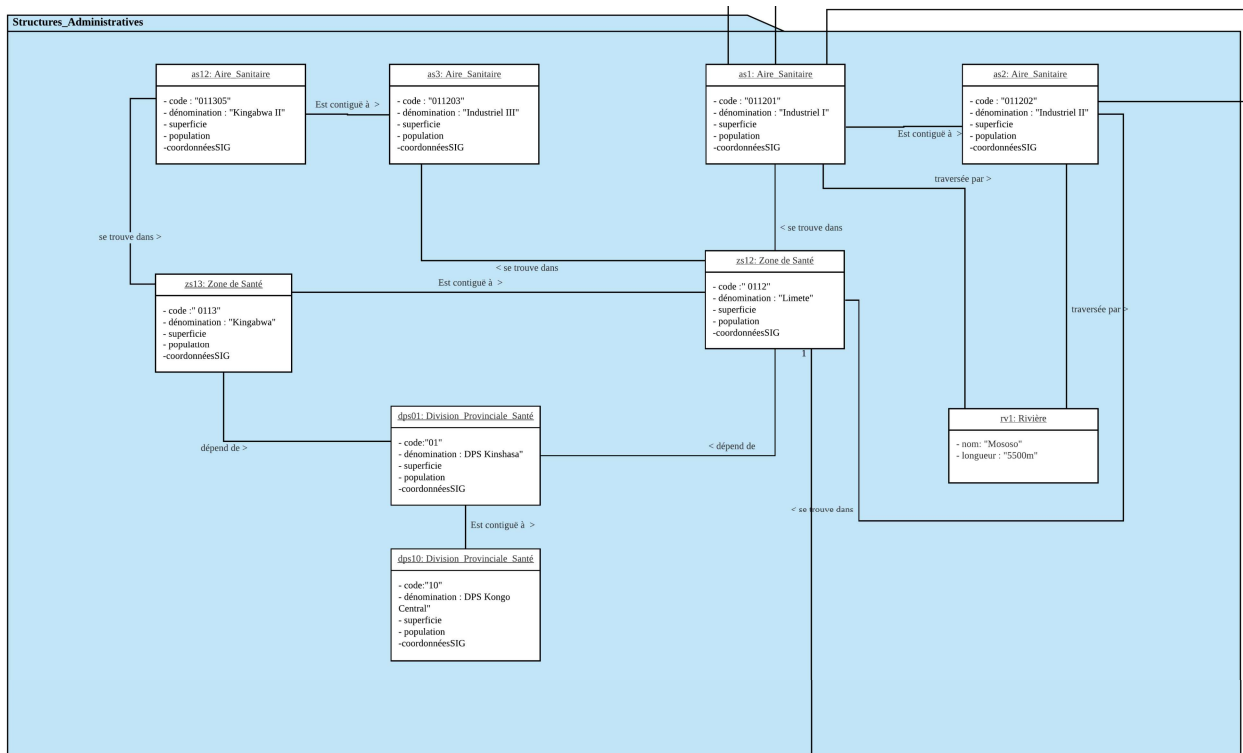 Structures_Administratives
as12: Aire_Sanitaire
- code : "011305"
- dénomination : "Kingabwa II"
- superficie
- population
-coordonnéesSIG
Est contiguë à >
as3: Aire_Sanitaire
- code : "011203"
- dénomination : "Industriel III"
- superficie
- population
-coordonnéesSIG
as1: Aire_Sanitaire
- code : "011201"
- dénomination : "Industriel I"
- superficie
- population
-coordonnéesSIG
Est contiguë à >
as2: Aire_Sanitaire
- code : "011202"
- dénomination : "Industriel II"
- superficie
- population
-coordonnéesSIG
traversée par >
< se trouve dans
se trouve dans >
< se trouve dans
Est contiguë à >
zs13: Zone de Santé
- code :" 0113"
- dénomination : "Kingabwa"
- superficie
- population
-coordonnéesSIG
zs12: Zone de Santé
- code :" 0112"
- dénomination : "Limete"
- superficie
- population
-coordonnéesSIG
1
traversée par >
dps01: Division_Provinciale_Santé
- code:"01"
- dénomination : DPS Kinshasa"
- superficie
- population
-coordonnéesSIG
dépend de >
< dépend de
rv1: Rivière
- nom: "Mososo"
- longueur : "5500m"
< se trouve dans
Est contiguë à >
dps10: Division_Provinciale_Santé
- code:"10"
- dénomination : DPS Kongo
Central"
- superficie
- population
-coordonnéesSIG